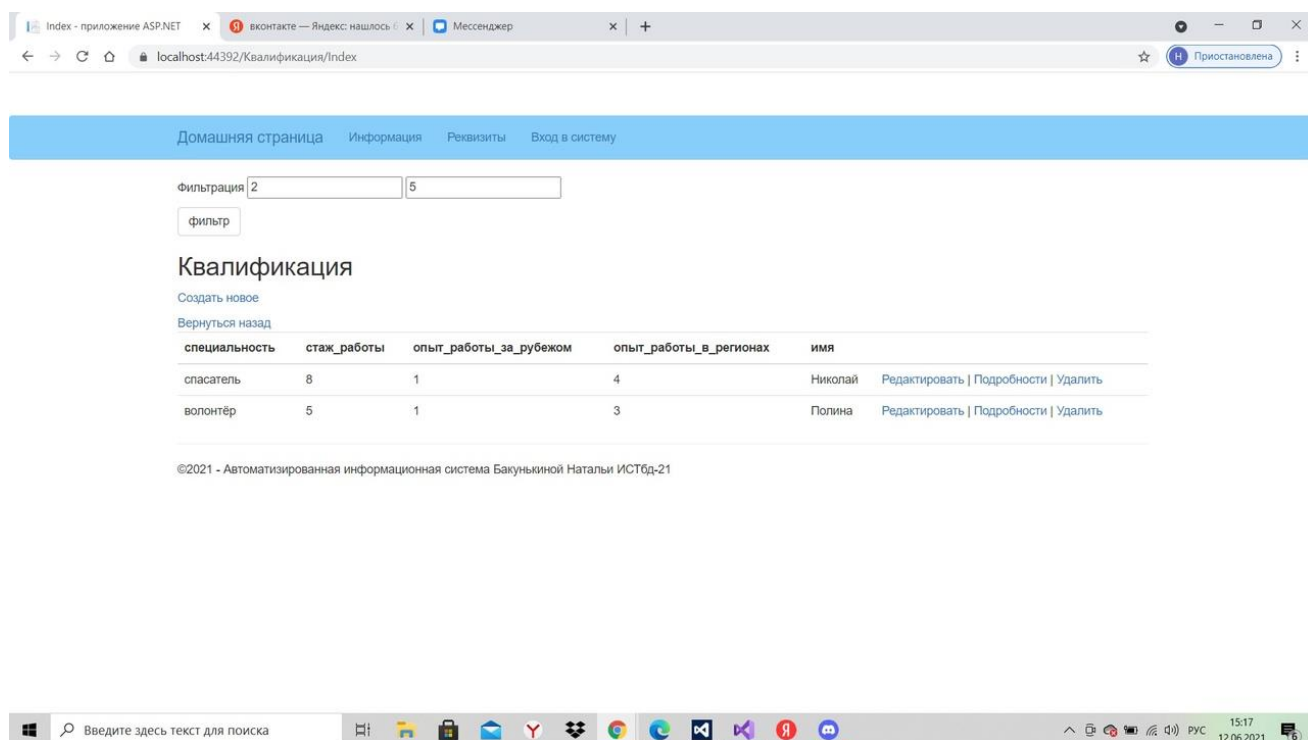 Index - приложение ASP.NET
вконтакте — Яндекс: нашлось
Мессенджер
localhost:44392/Квалификация/Index
Н Приостановлена
Домашняя страница Информация Реквизиты Вход в систему
Фильтрация 2 5
фильтр
Квалификация
Создать новое
Вернуться назад
специальность стаж_работы опыт_работы_за_рубежом опыт_работы_в_регионах имя
спасатель 8 1 4 Николай Редактировать | Подробности | Удалить
волонтёр 5 1 3 Полина Редактировать | Подробности | Удалить
©2021 - Автоматизированная информационная система Бакунькиной Натальи ИСТбд-21
Введите здесь текст для поиска
РУС
15:17
12.06.2021
6